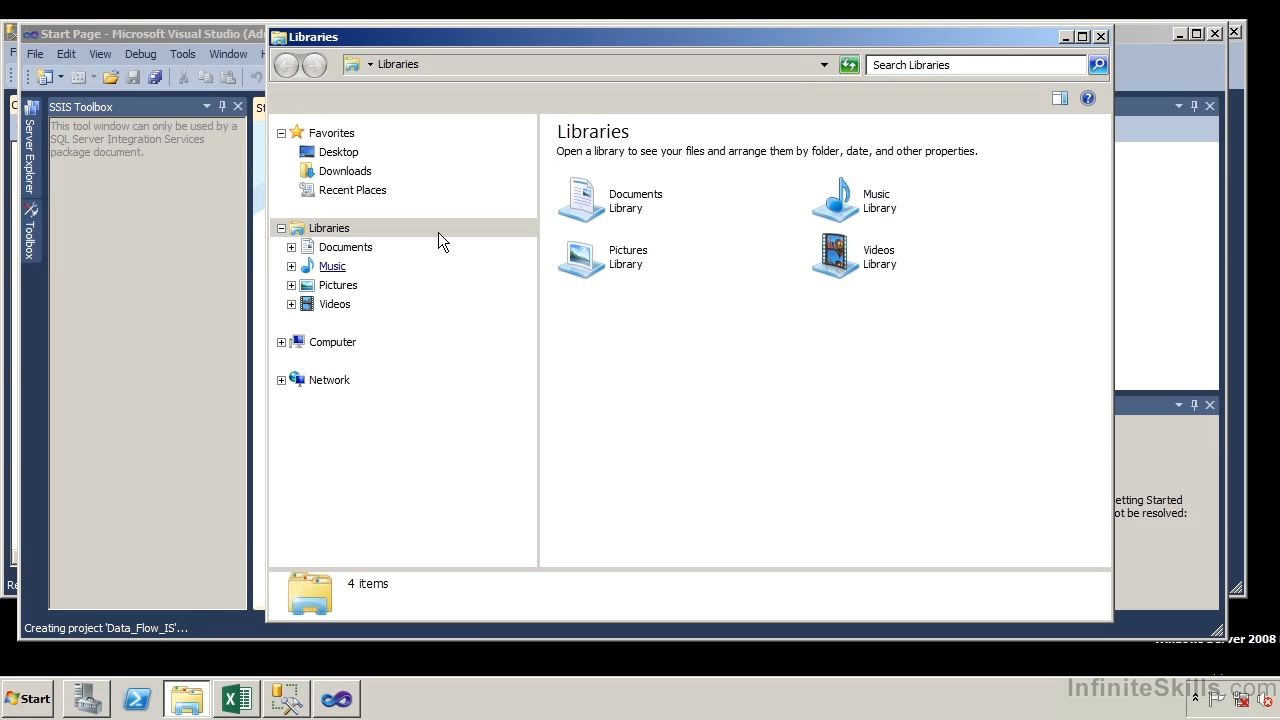 Start Page - Microsoft Visual Studio (Ad
File Edit View Debug Tools Window
SSIS Toolbox
This tool window can only be used by a
SQL Server Integration Services
package document.
Server Explorer
Toolbox
Libraries
Libraries
Search Libraries
Favorites
Desktop
Downloads
Recent Places
Libraries
Documents
Music
Pictures
Videos
Computer
Network
Libraries
Open a library to see your files and arrange them by folder, date, and other properties.
Documents
Library
Music
Library
Pictures
Library
Videos
Library
4 items
etting Started
ot be resolved:
Creating project 'Data_Flow_IS'...
Server 2008
Start
InfiniteSkills.com